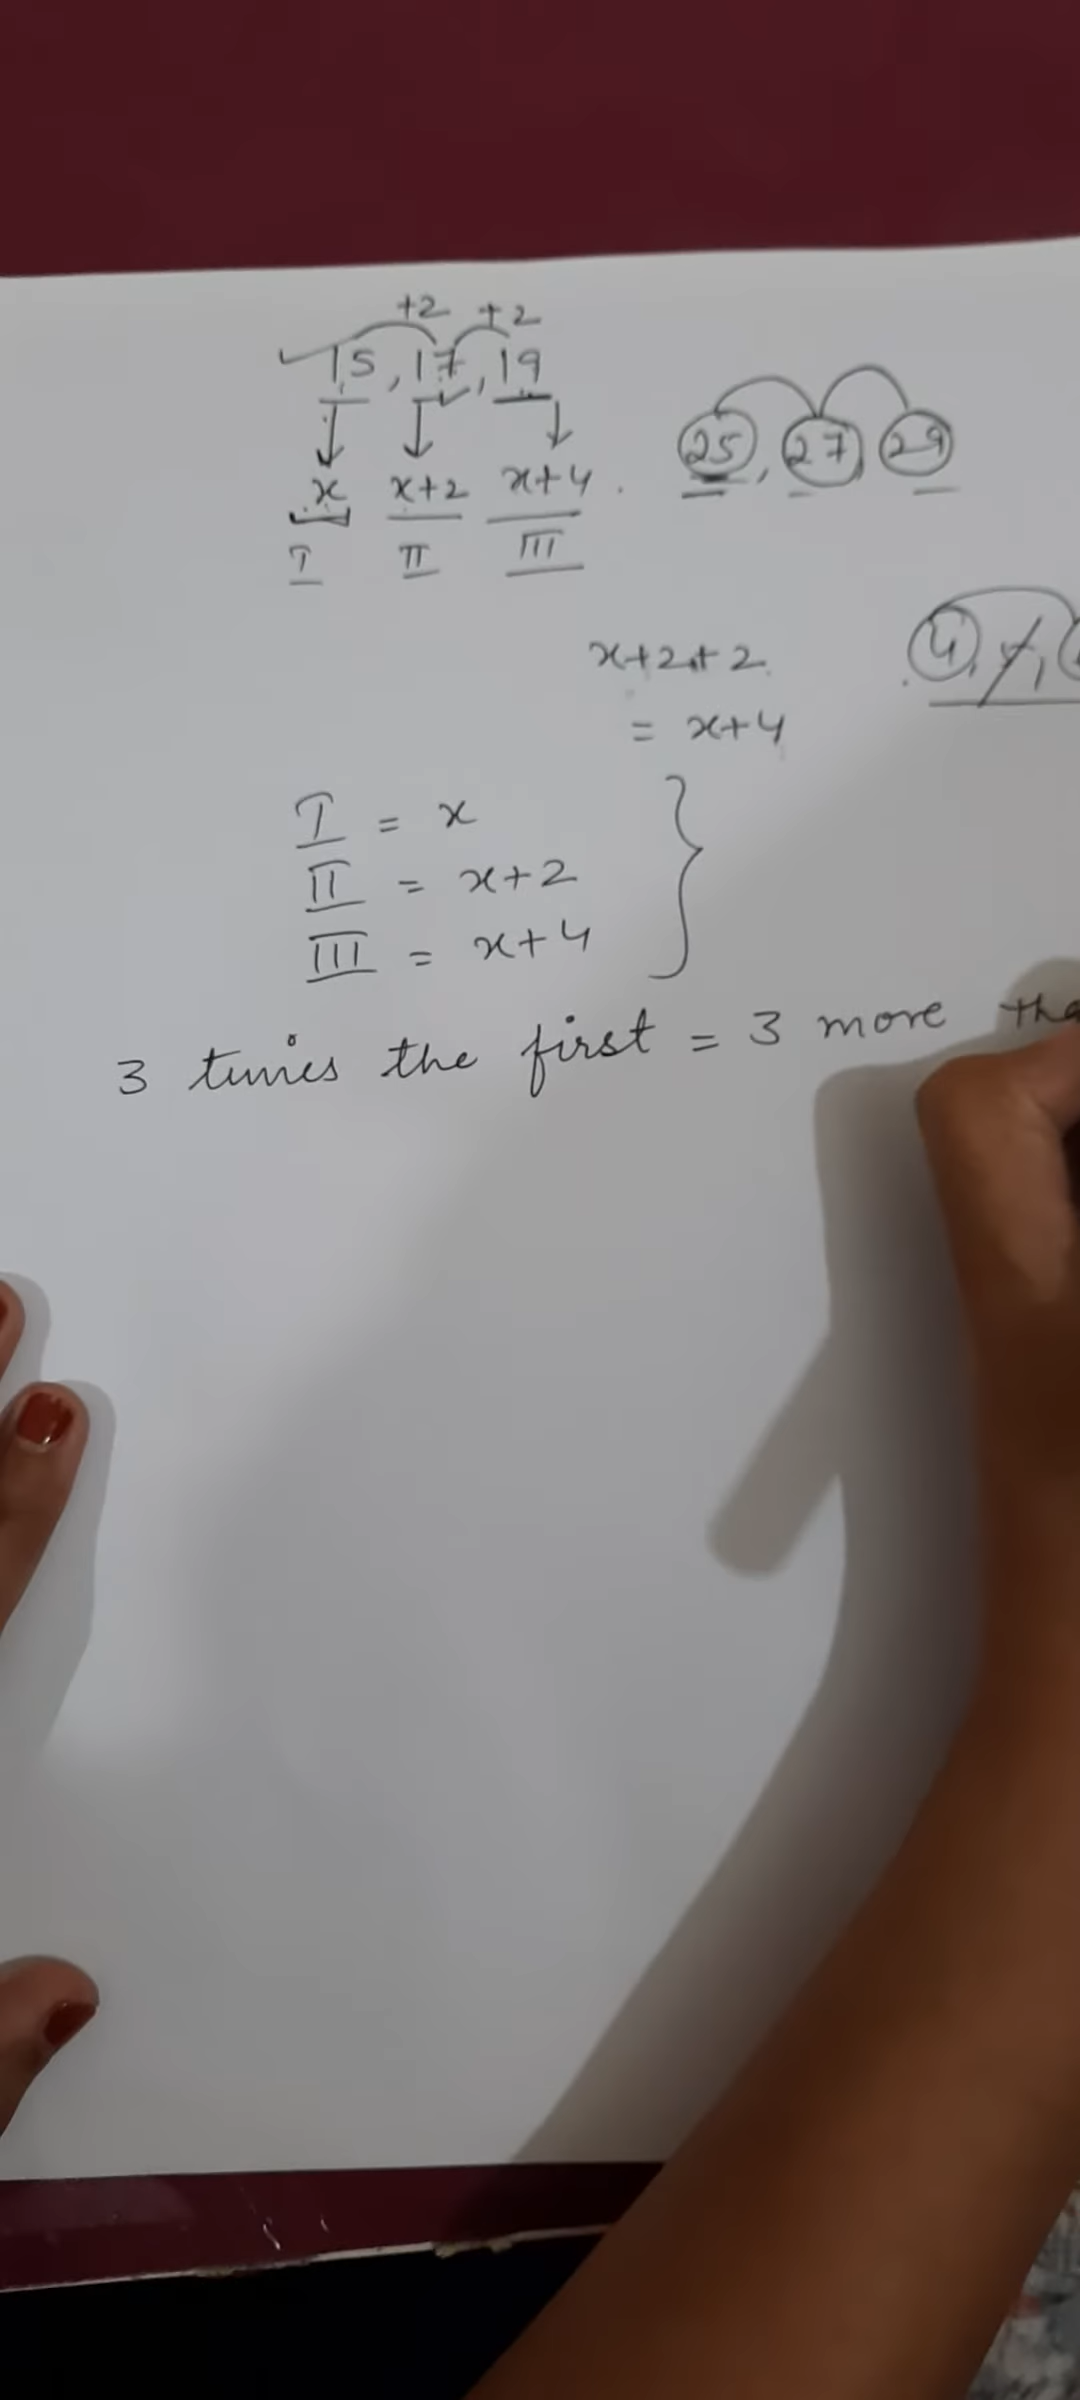 +2 +2
15, 17, 19
x x+2 x+4.
I II III
25, 27, 29
x+2+2
= x+4
4,
I = x
II = x+2
III = x+4
3 times the first = 3 more